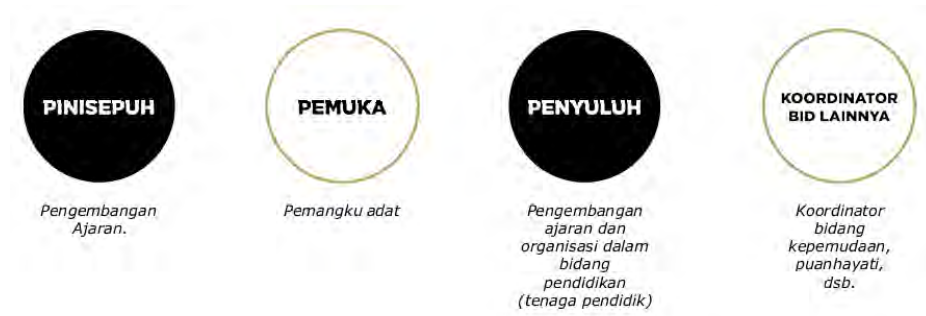 PINISEPUH
PEMUKA
PENYULUH
KOORDINATOR
BID LAINNYA
Pengembangan
Ajaran.
Pemangku adat
Pengembangan
ajaran dan
organisasi dalam
bidang
pendidikan
(tenaga pendidik)
Koordinator
bidang
kepemudaan,
puanhayati,
dsb.